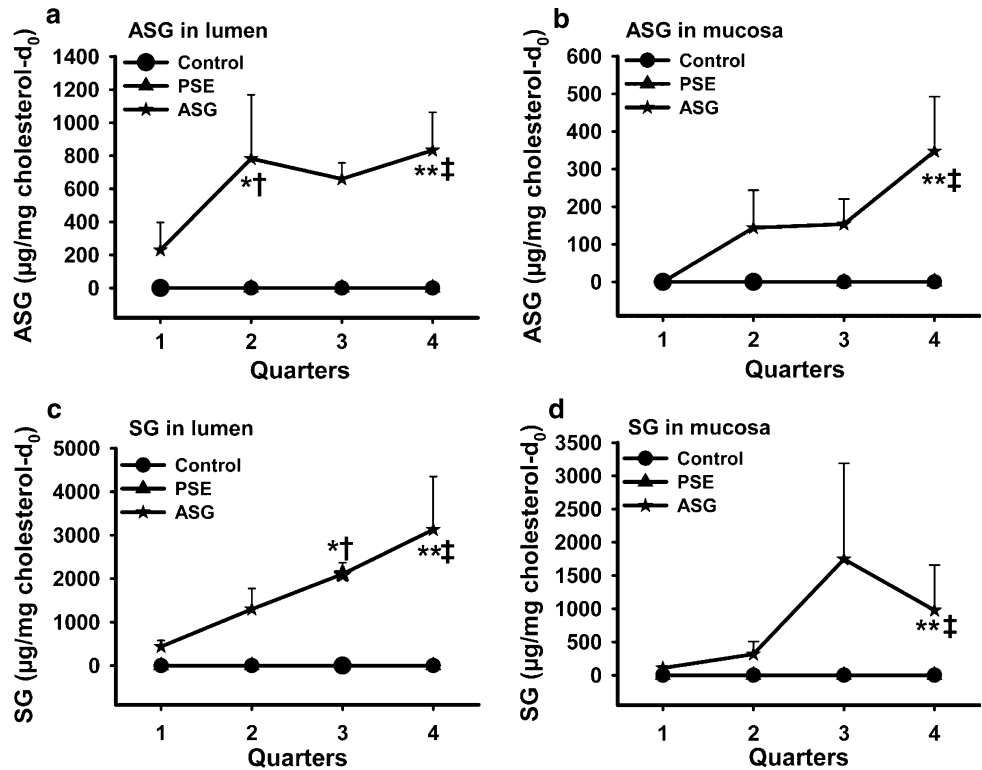 a
ASG in lumen
ASG (µg/mg cholesterol-d0)
1400
1200
1000
800
600
400
200
0
Control
PSE
ASG
*†
**‡
1 2 3 4
Quarters
b
ASG in mucosa
ASG (µg/mg cholesterol-d0)
600
500
400
300
200
100
0
Control
PSE
ASG
**‡
1 2 3 4
Quarters
c
SG in lumen
SG (µg/mg cholesterol-d0)
5000
4000
3000
2000
1000
0
Control
PSE
ASG
*†
**‡
1 2 3 4
Quarters
d
SG in mucosa
SG (µg/mg cholesterol-d0)
3500
3000
2500
2000
1500
1000
500
0
Control
PSE
ASG
**‡
1 2 3 4
Quarters